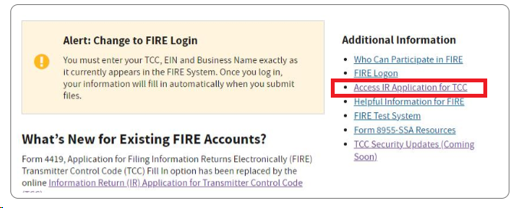 Alert: Change to FIRE Login
You must enter your TCC, EIN and Business Name exactly as
it currently appears in the FIRE System. Once you log in,
your information will fill in automatically when you submit
files.
What's New for Existing FIRE Accounts?
Form 4419, Application for Filing Information Returns Electronically (FIRE)
Transmitter Control Code (TCC) Fill In option has been replaced by the
online Information Return (IR) Application for Transmitter Control Code
Additional Information
Who Can Participate in FIRE
FIRE Logon
Access IR Application for TCC
Helpful Information for FIRE
FIRE Test System
Form 8955-SSA Resources
TCC Security Updates (Coming
Soon)